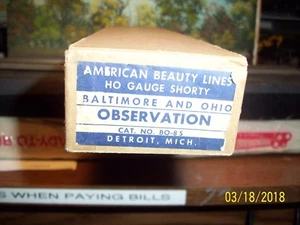 AMERICAN BEAUTY LINES
HO GAUGE SHORTY
BALTIMORE AND OHIO
OBSERVATION
CAT. NO. BO-85
DETROIT, MICH.
S WHEN PAYING BILLS
03/18/2018